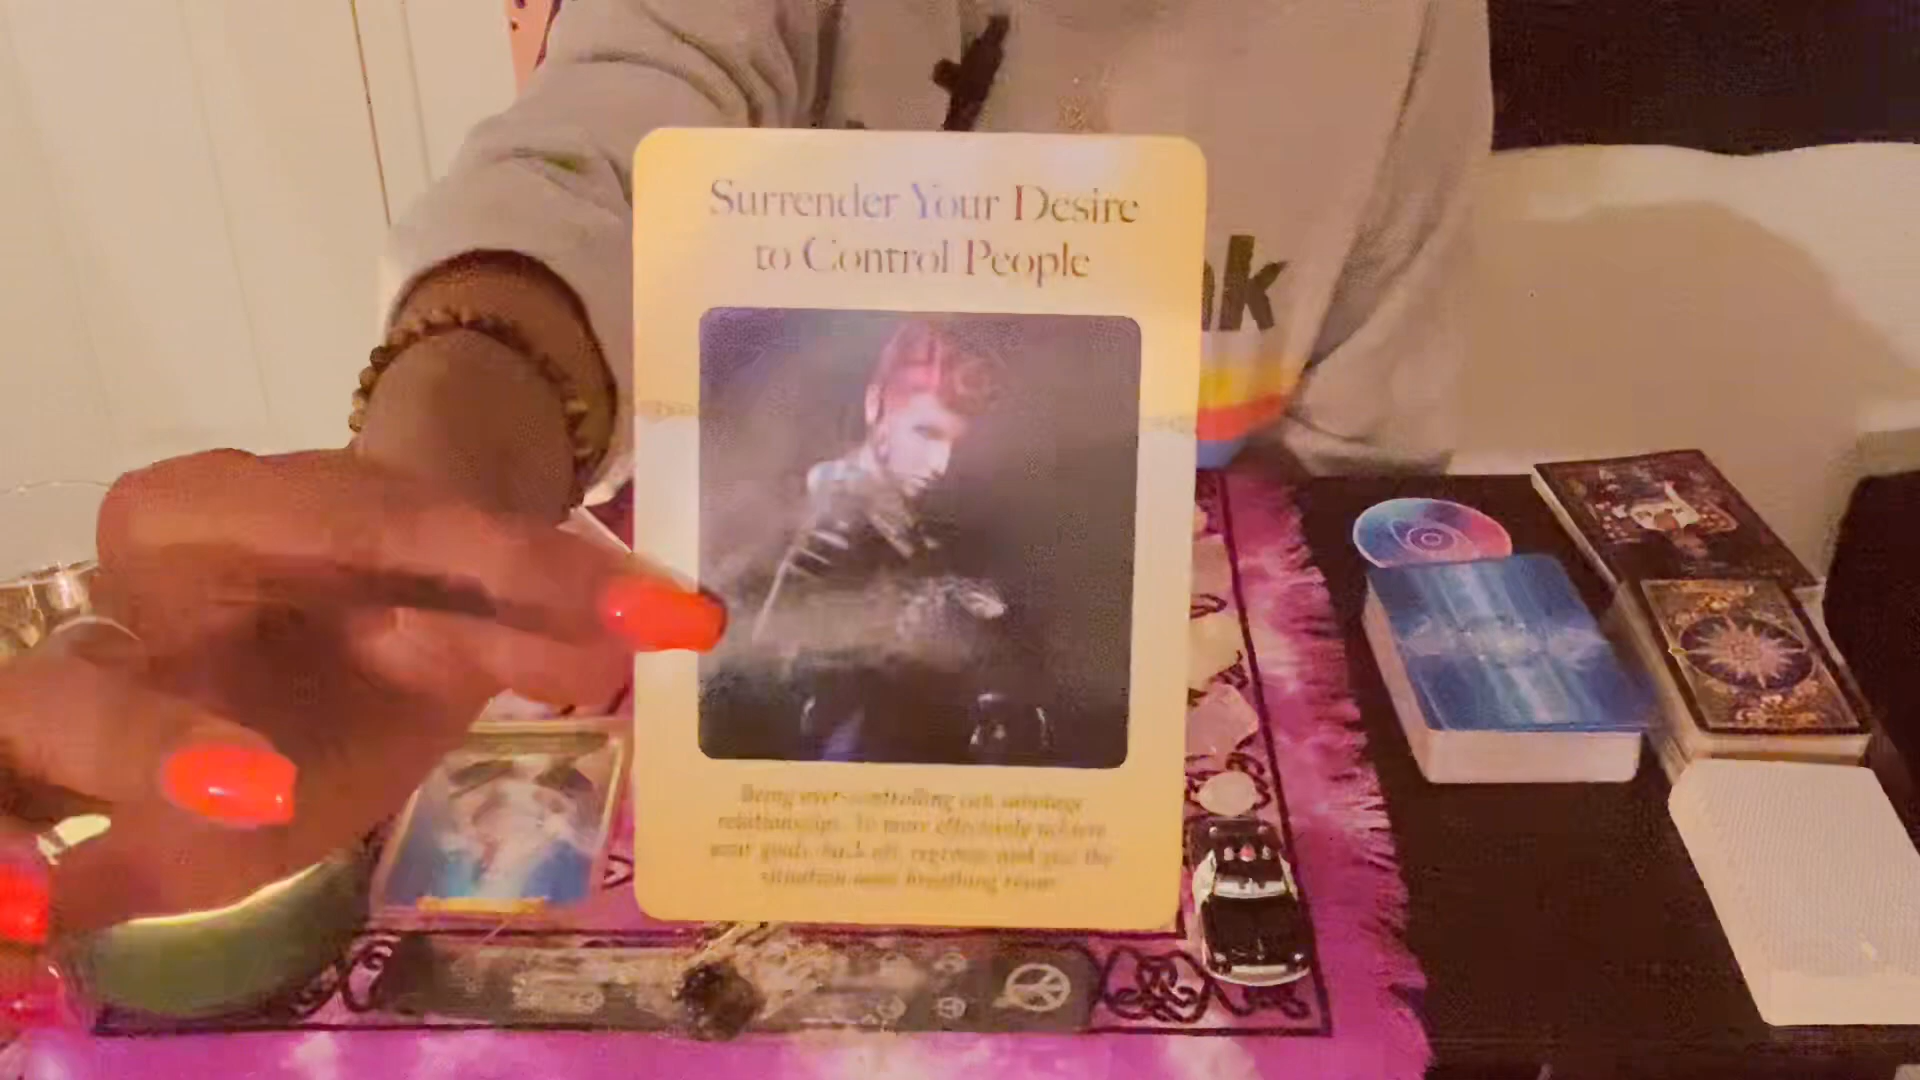 Surrender Your Desire
to Control People
nk
Being over-controlling can sabotage
relationships. To more effectively achieve
your goals, back off, regroup and give the
situation some breathing room.